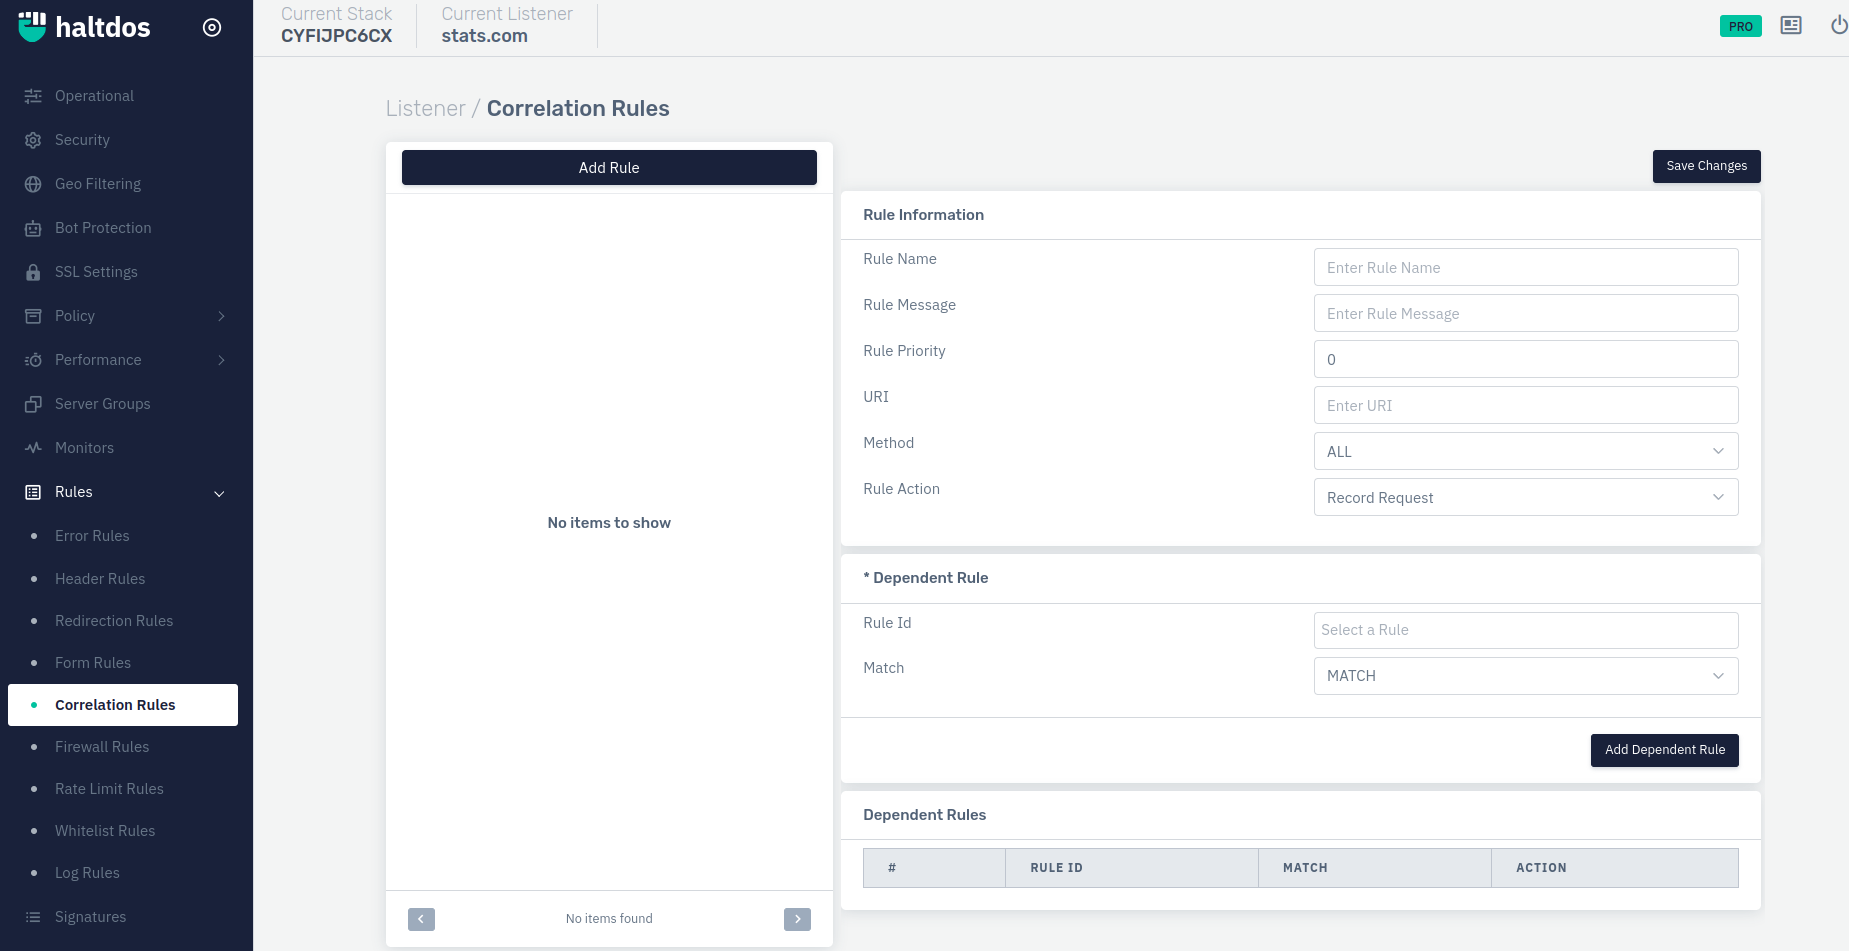 haltdos
Current Stack
CYFIJPC6CX
Current Listener
stats.com
PRO
Operational
Security
Geo Filtering
Bot Protection
SSL Settings
Policy
Performance
Server Groups
Monitors
Rules
Error Rules
Header Rules
Redirection Rules
Form Rules
Correlation Rules
Firewall Rules
Rate Limit Rules
Whitelist Rules
Log Rules
Signatures
Listener / Correlation Rules
Add Rule
No items to show
No items found
Save Changes
Rule Information
Rule Name
Enter Rule Name
Rule Message
Enter Rule Message
Rule Priority
0
URI
Enter URI
Method
ALL
Rule Action
Record Request
* Dependent Rule
Rule Id
Select a Rule
Match
MATCH
Add Dependent Rule
Dependent Rules
# RULE ID MATCH ACTION